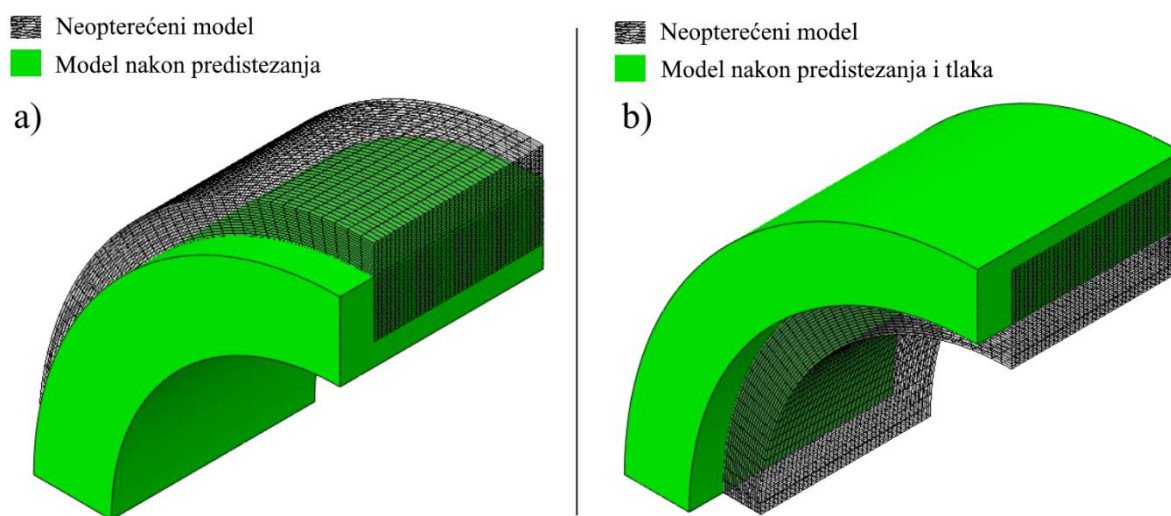 Neopterećeni model
Model nakon predistezanja
a)
Neopterećeni model
Model nakon predistezanja i tlaka
b)